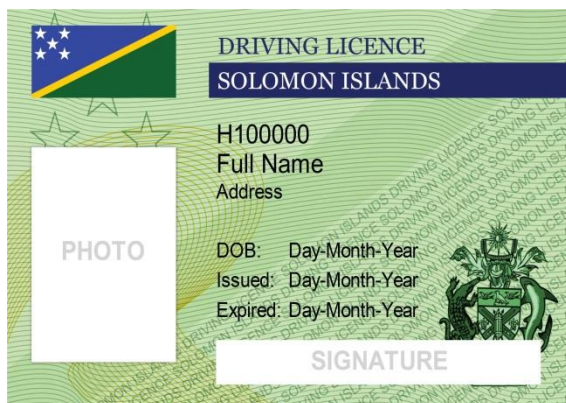 DRIVING LICENCE
SOLOMON ISLANDS
H100000
Full Name
Address
PHOTO
DOB: Day-Month-Year
Issued: Day-Month-Year
Expired: Day-Month-Year
SIGNATURE